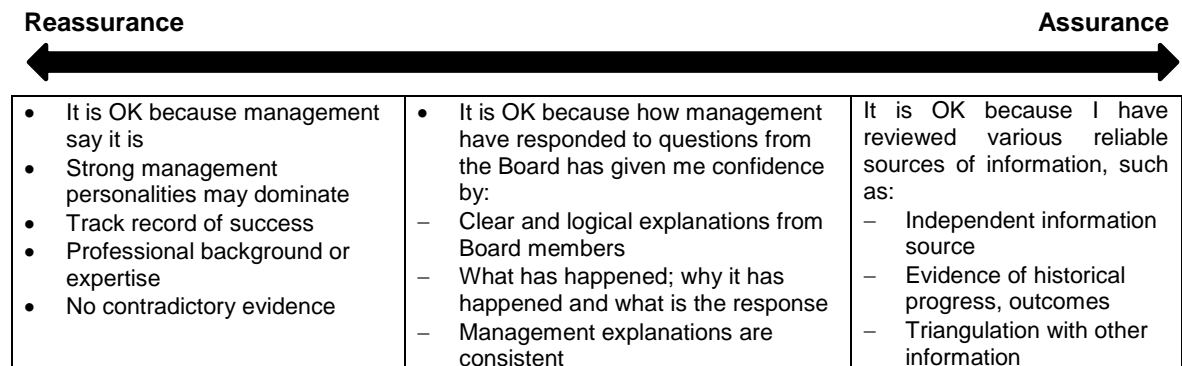 Reassurance Assurance
• It is OK because management
say it is
• Strong management
personalities may dominate
• Track record of success
• Professional background or
expertise
• No contradictory evidence
• It is OK because how management
have responded to questions from
the Board has given me confidence
by:
– Clear and logical explanations from
Board members
– What has happened; why it has
happened and what is the response
– Management explanations are
consistent
It is OK because I have
reviewed various reliable
sources of information, such
as:
– Independent information
source
– Evidence of historical
progress, outcomes
– Triangulation with other
information